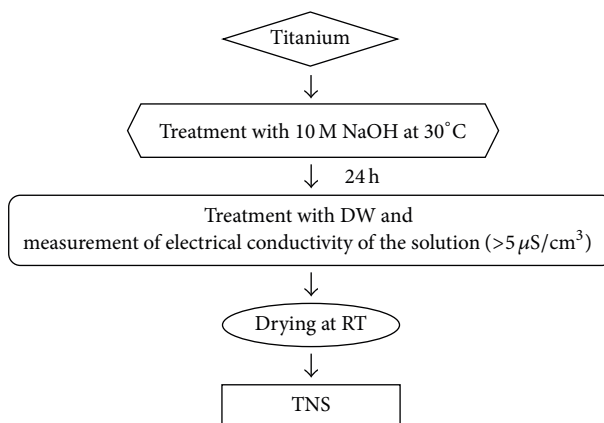 Titanium
Treatment with 10 M NaOH at 30°C
24 h
Treatment with DW and
measurement of electrical conductivity of the solution (>5 μS/cm³)
Drying at RT
TNS